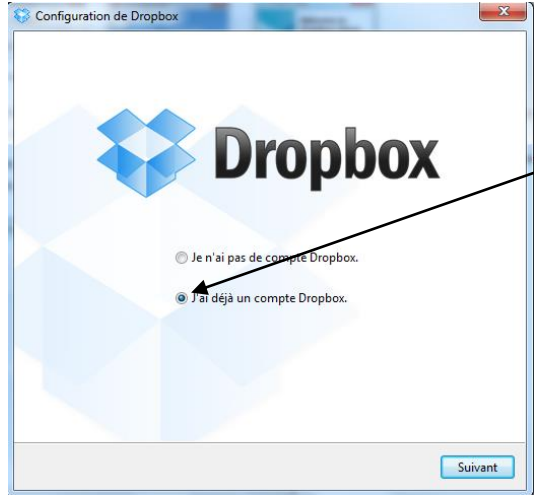 Configuration de Dropbox
Dropbox
Je n'ai pas de compte Dropbox.
J'ai déjà un compte Dropbox.
Suivant